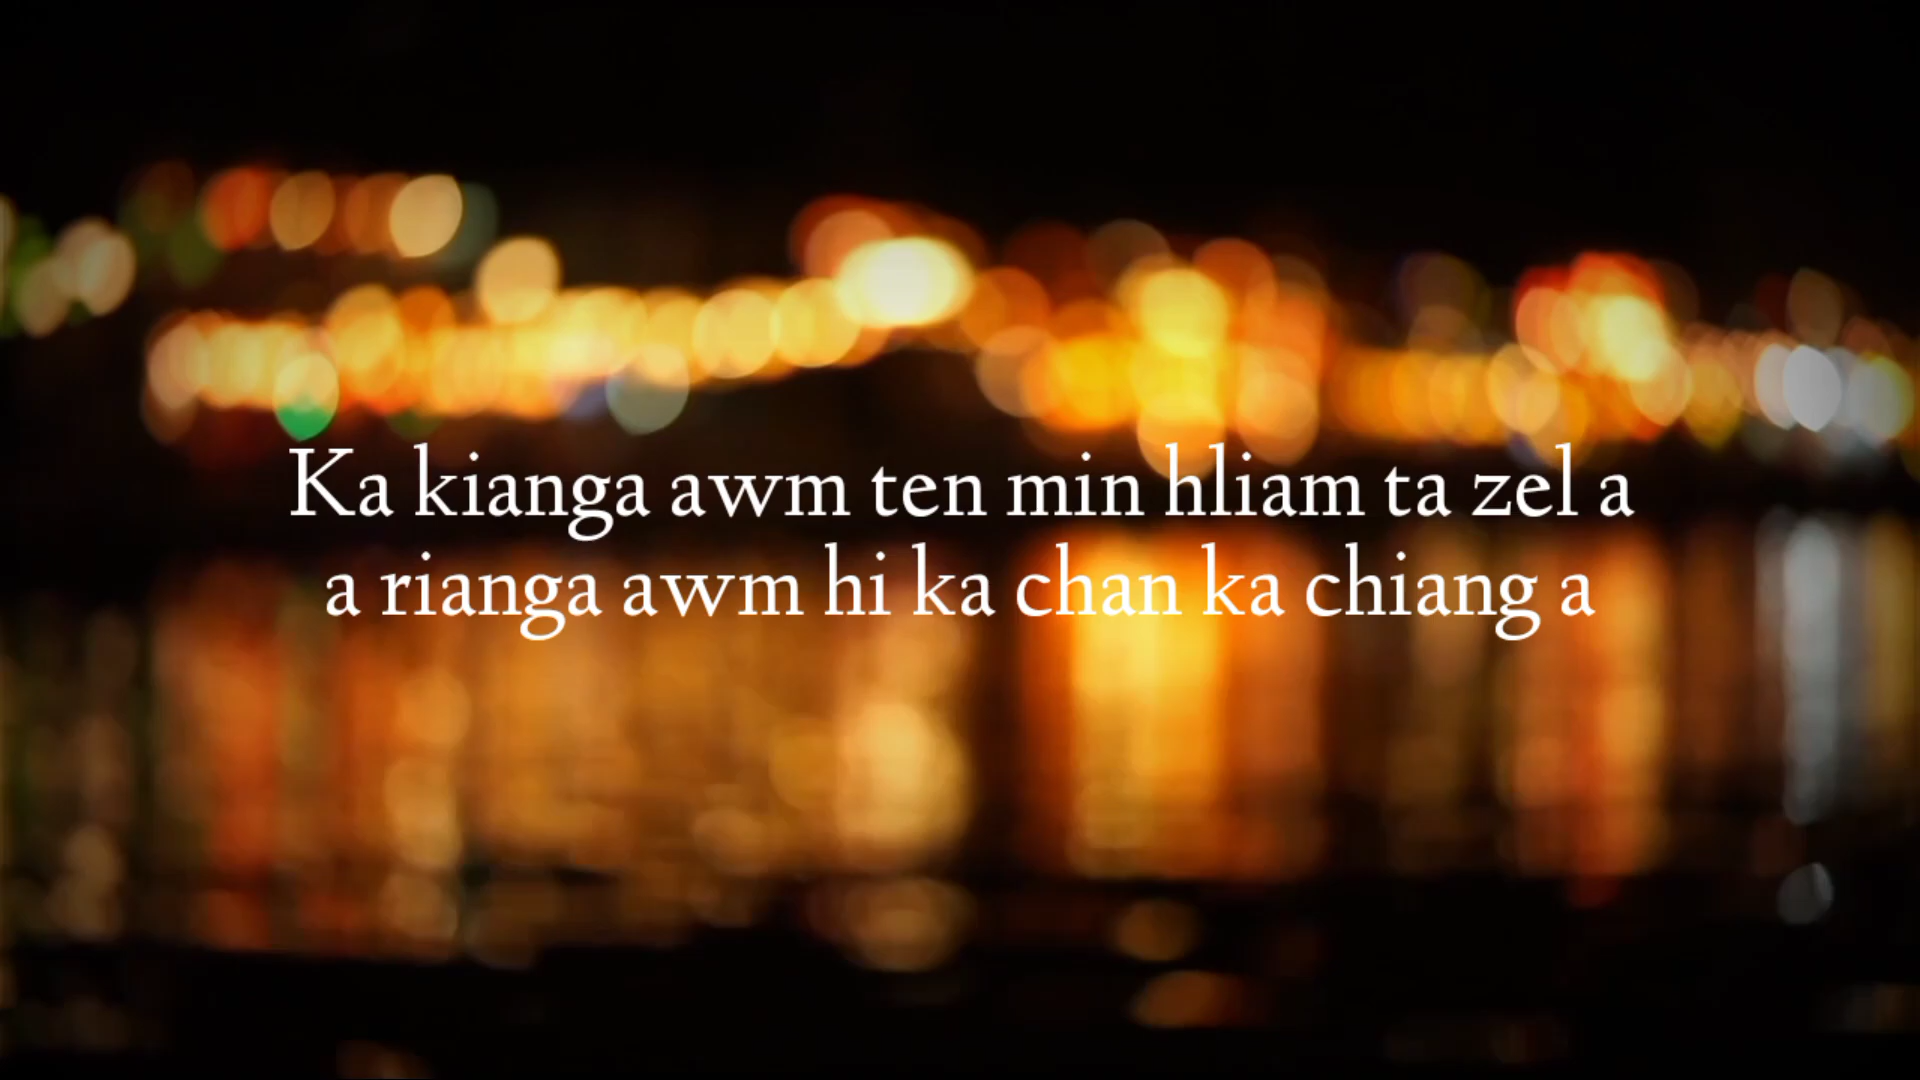 Ka kianga awm ten min hliam ta zel a
a rianga awm hi ka chan ka chiang a